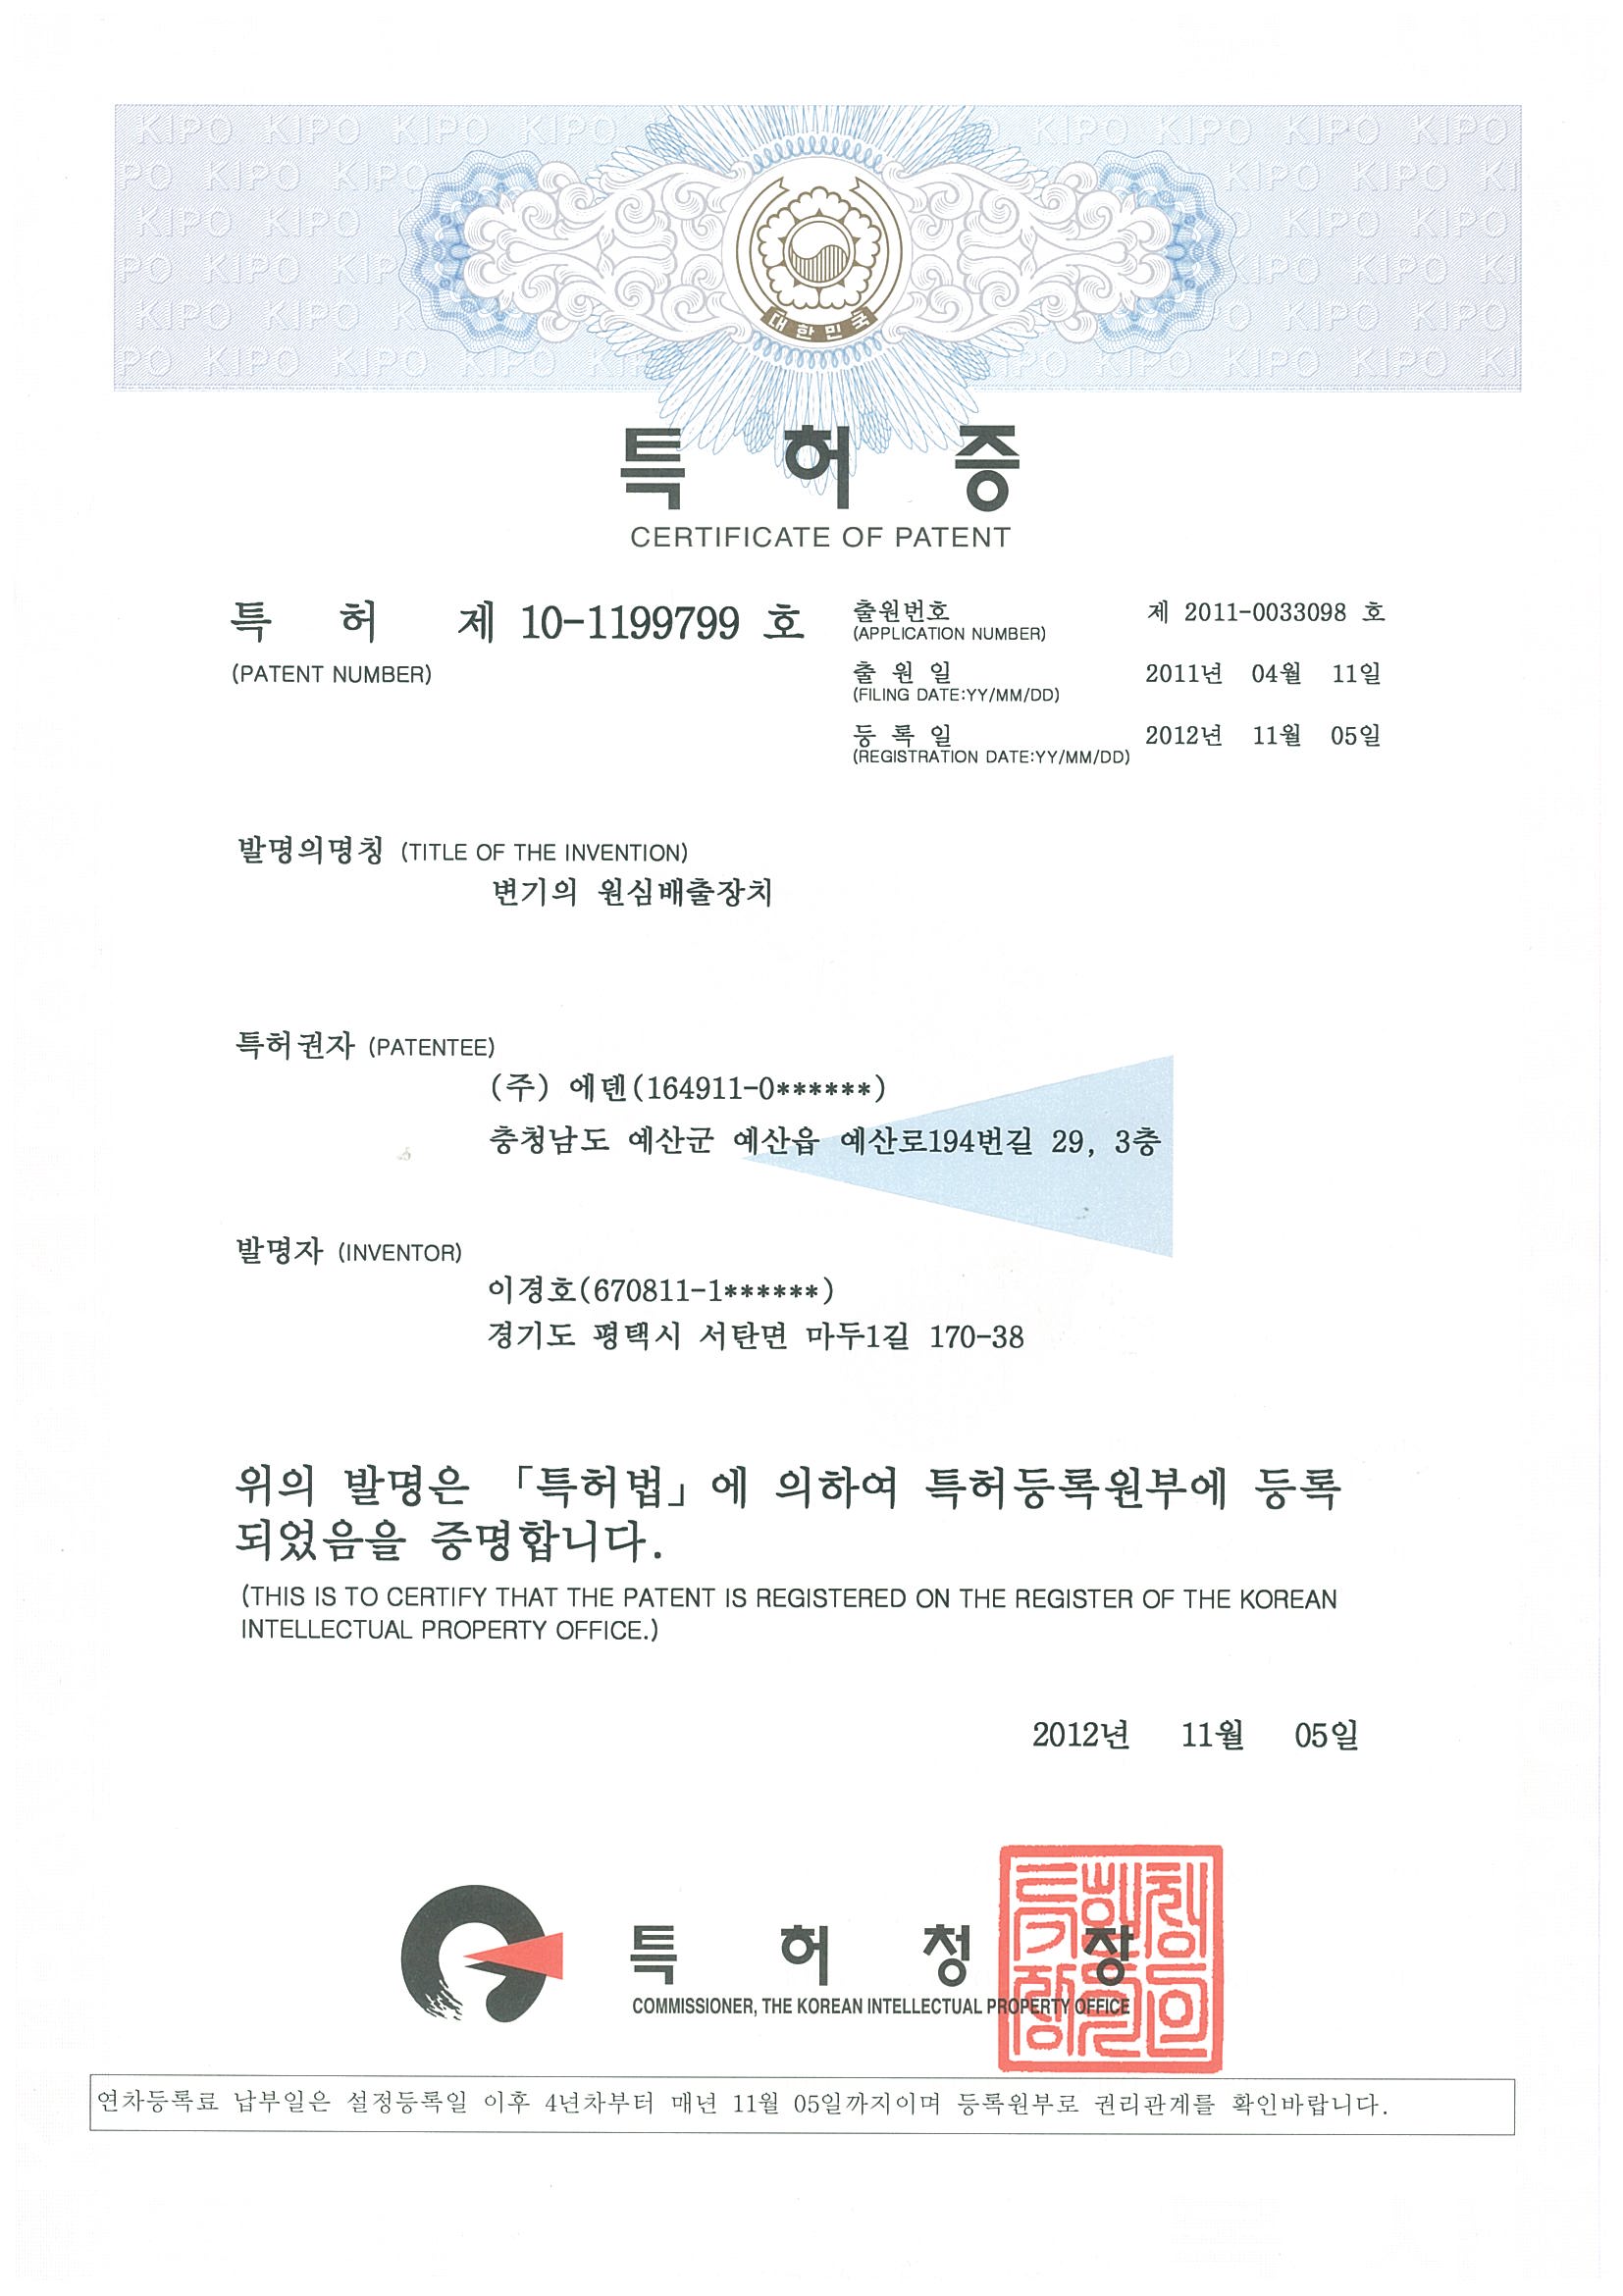 대한민국
특 허 증
CERTIFICATE OF PATENT
특 허 제 10-1199799 호
(PATENT NUMBER)
출원번호 제 2011-0033098 호
(APPLICATION NUMBER)
출 원 일 2011년 04월 11일
(FILING DATE:YY/MM/DD)
등 록 일 2012년 11월 05일
(REGISTRATION DATE:YY/MM/DD)
발명의명칭 (TITLE OF THE INVENTION)
변기의 원심배출장치
특허권자 (PATENTEE)
(주) 에덴(164911-0******)
충청남도 예산군 예산읍 예산로194번길 29, 3층
발명자 (INVENTOR)
이경호(670811-1******)
경기도 평택시 서탄면 마두1길 170-38
위의 발명은 「특허법」에 의하여 특허등록원부에 등록
되었음을 증명합니다.
(THIS IS TO CERTIFY THAT THE PATENT IS REGISTERED ON THE REGISTER OF THE KOREAN
INTELLECTUAL PROPERTY OFFICE.)
2012년 11월 05일
특 허 청 장
COMMISSIONER, THE KOREAN INTELLECTUAL PROPERTY OFFICE
연차등록료 납부일은 설정등록일 이후 4년차부터 매년 11월 05일까지이며 등록원부로 권리관계를 확인바랍니다.